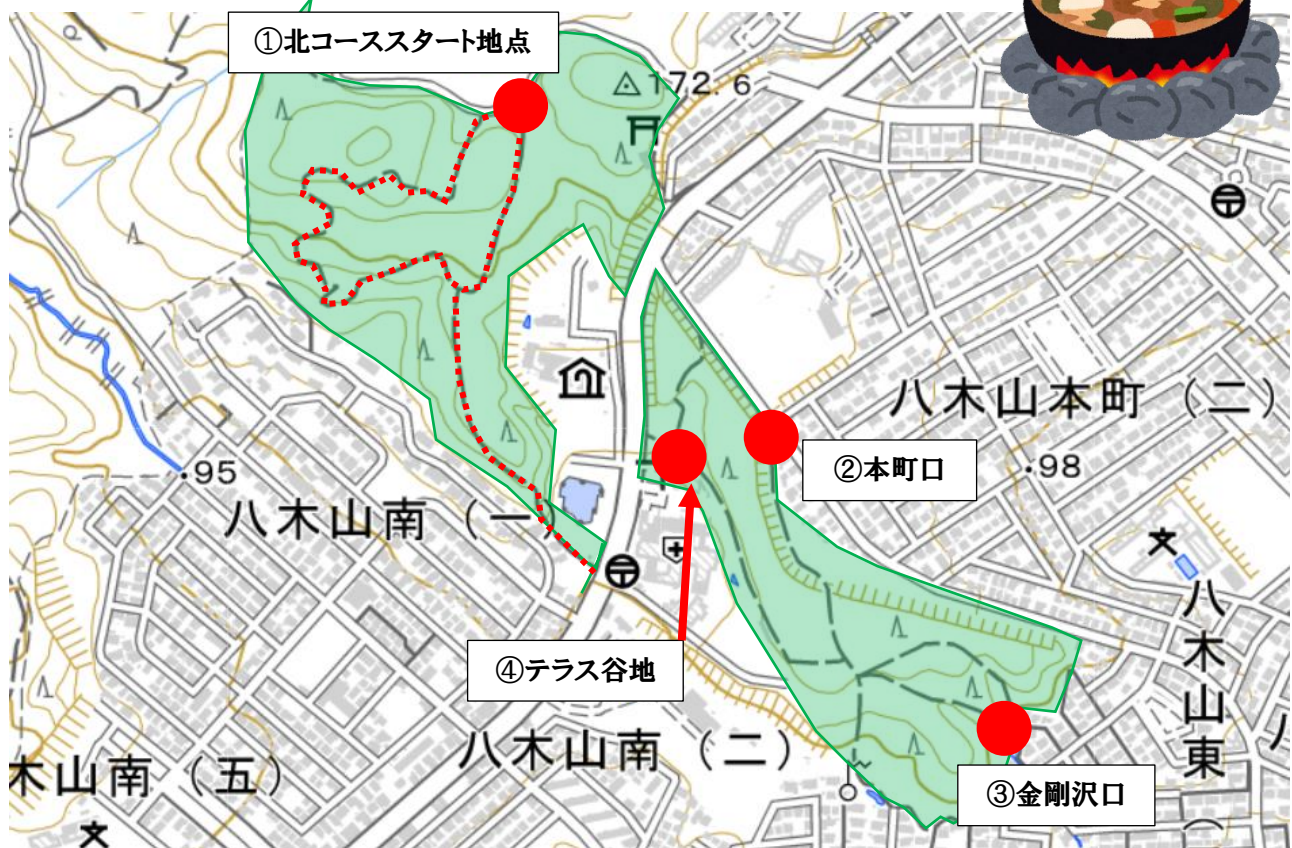 ①北コーススタート地点
172.6
八木山本町（二）
②本町口
98
95
八木山南（一）
④テラス谷地
八木山東（
八木山南（二）
木山南（五）
③金剛沢口
八